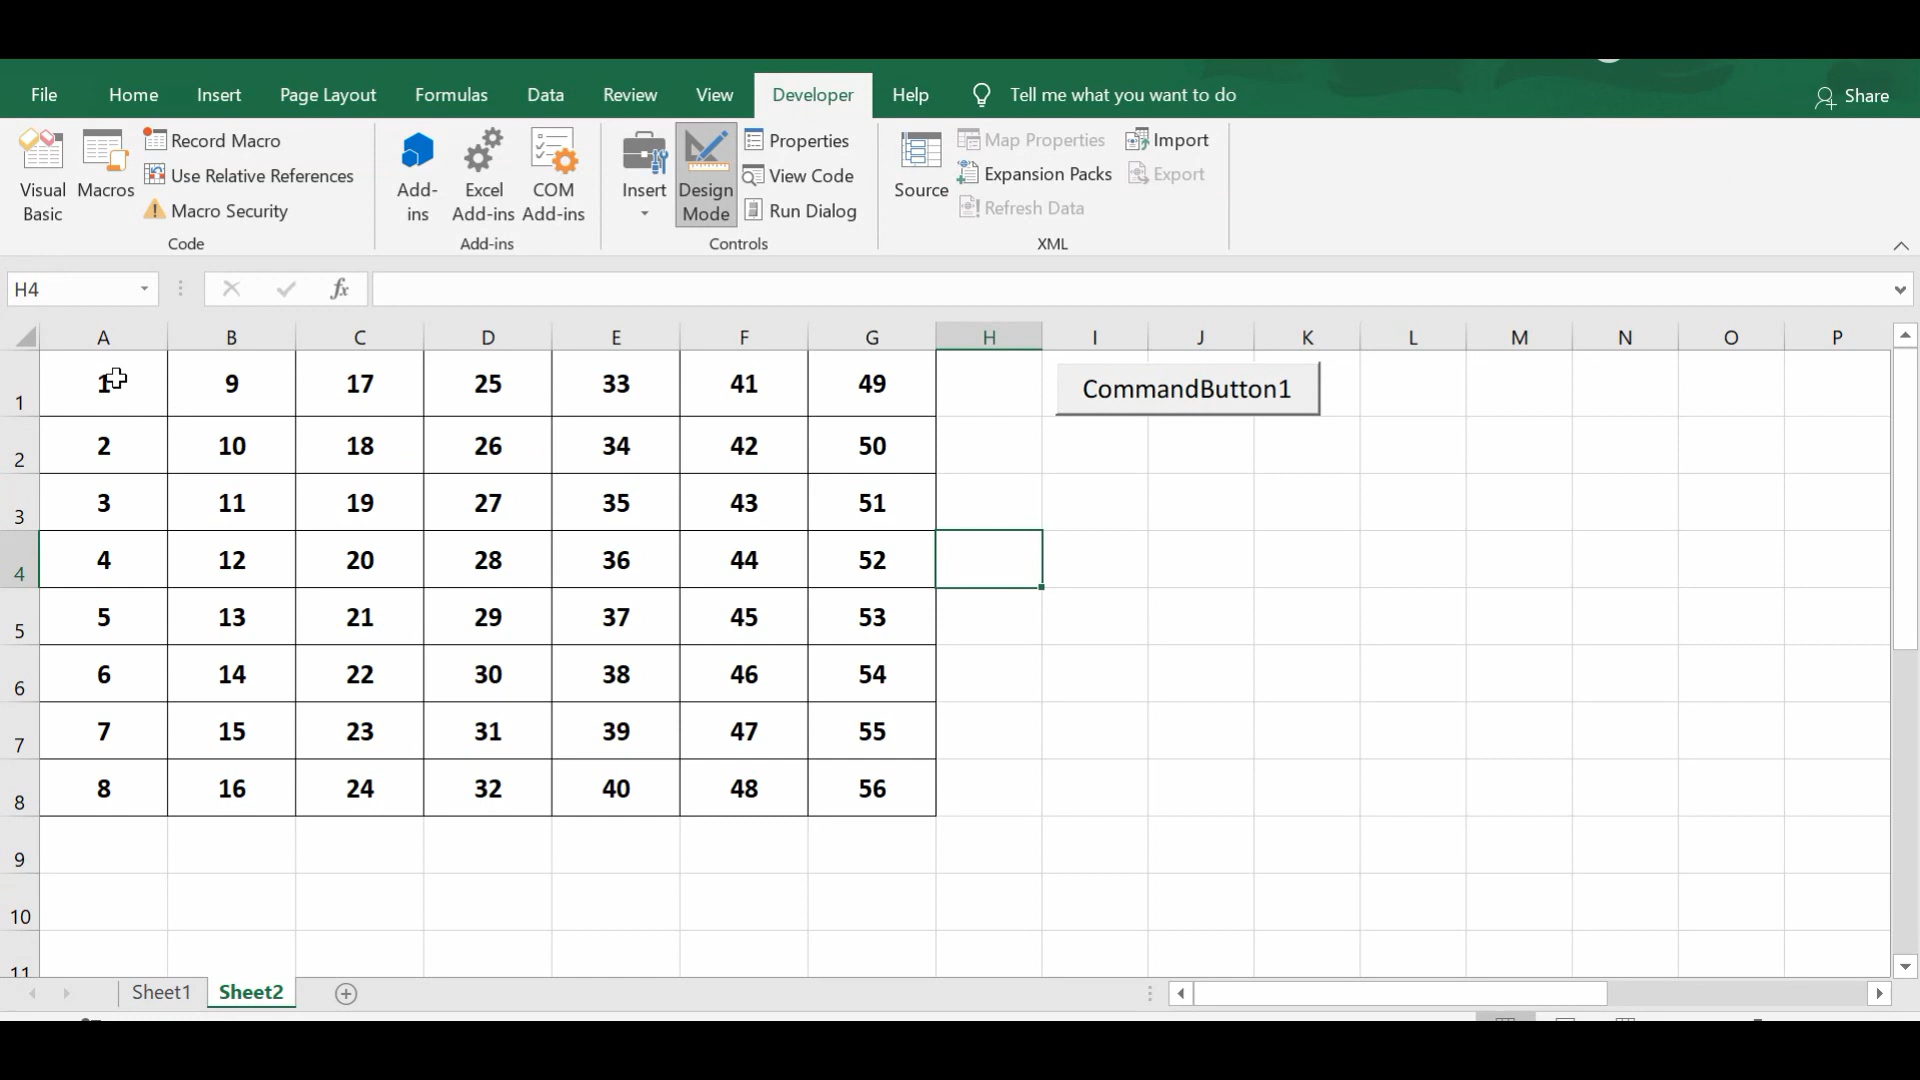 File Home Insert Page Layout Formulas Data Review View Developer Help Tell me what you want to do Share
Visual Basic
Macros
Record Macro
Use Relative References
Macro Security
Code
Add-ins
Excel Add-ins
COM Add-ins
Add-ins
Insert
Design Mode
Properties
View Code
Run Dialog
Controls
Source
Map Properties
Expansion Packs
Refresh Data
Import
Export
XML
H4 fx
A B C D E F G H I J K L M N O P
1 1 9 17 25 33 41 49 CommandButton1
2 2 10 18 26 34 42 50
3 3 11 19 27 35 43 51
4 4 12 20 28 36 44 52
5 5 13 21 29 37 45 53
6 6 14 22 30 38 46 54
7 7 15 23 31 39 47 55
8 8 16 24 32 40 48 56
9
10
11
Sheet1 Sheet2